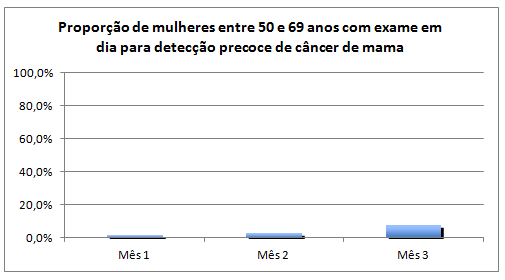 Proporção de mulheres entre 50 e 69 anos com exame em
dia para detecção precoce de câncer de mama
100,0%
80,0%
60,0%
40,0%
20,0%
0,0%
Mês 1 Mês 2 Mês 3